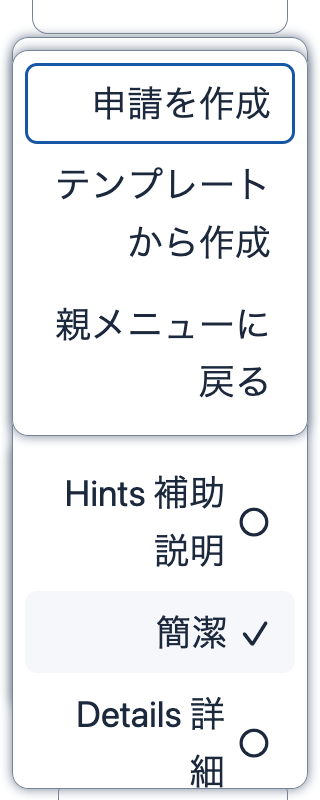 申請を作成
テンプレート
から作成
親メニューに
戻る
Hints 補助
説明
簡潔
Details 詳
細